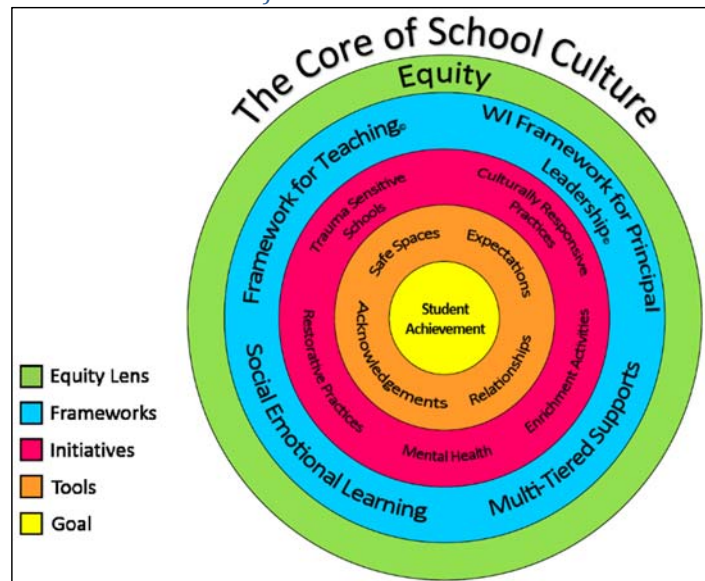 The Core of School Culture
Equity
Framework for Teaching©
WI Framework for Principal
Leadership©
Social Emotional Learning
Multi-Tiered Supports
Trauma Sensitive
Schools
Culturally Responsive
Practices
Restorative Practices
Mental Health
Enrichment Activities
Safe Spaces
Expectations
Acknowledgements
Relationships
Student
Achievement
Equity Lens
Frameworks
Initiatives
Tools
Goal